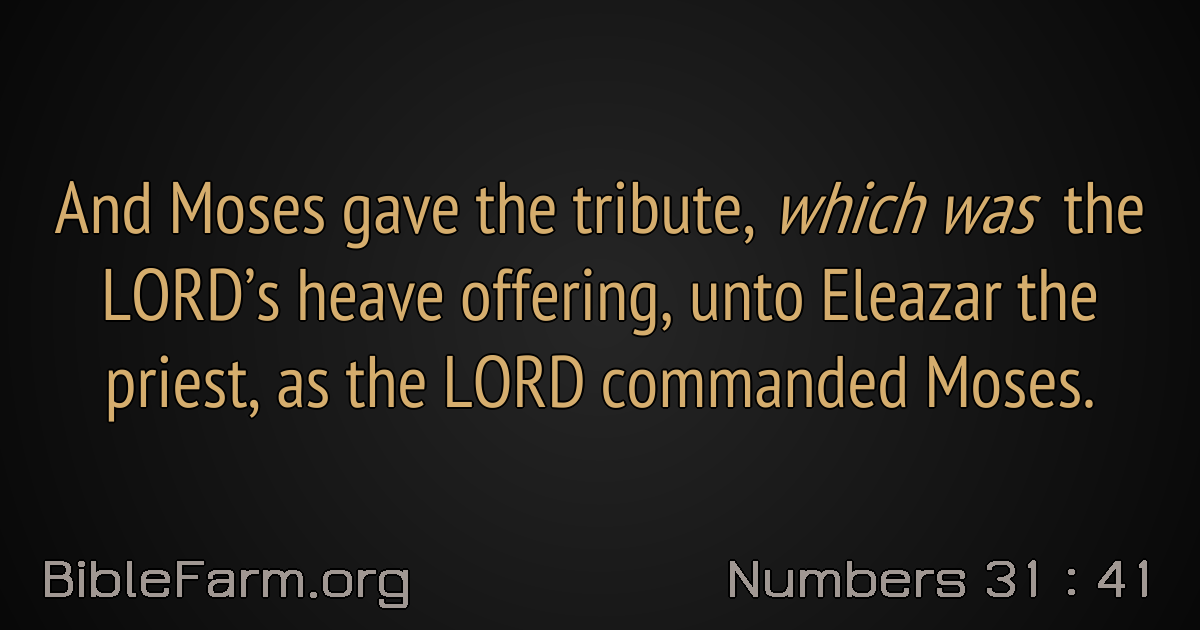 And Moses gave the tribute, which was the
LORD’s heave offering, unto Eleazar the
priest, as the LORD commanded Moses.
BibleFarm.org
Numbers 31 : 41